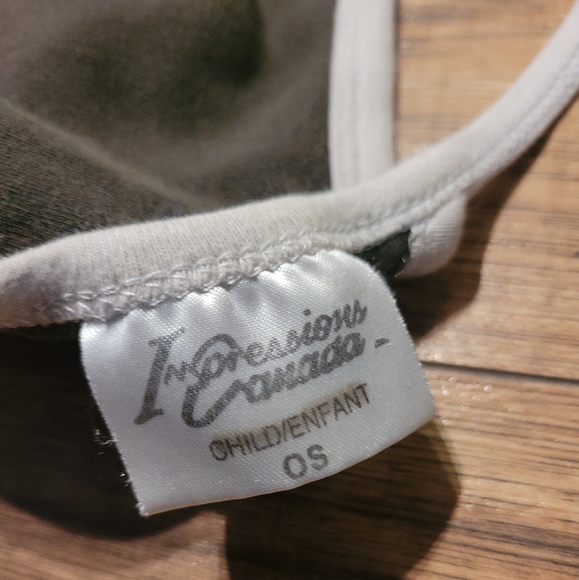 Impressions
Canada
CHILD/ENFANT
OS